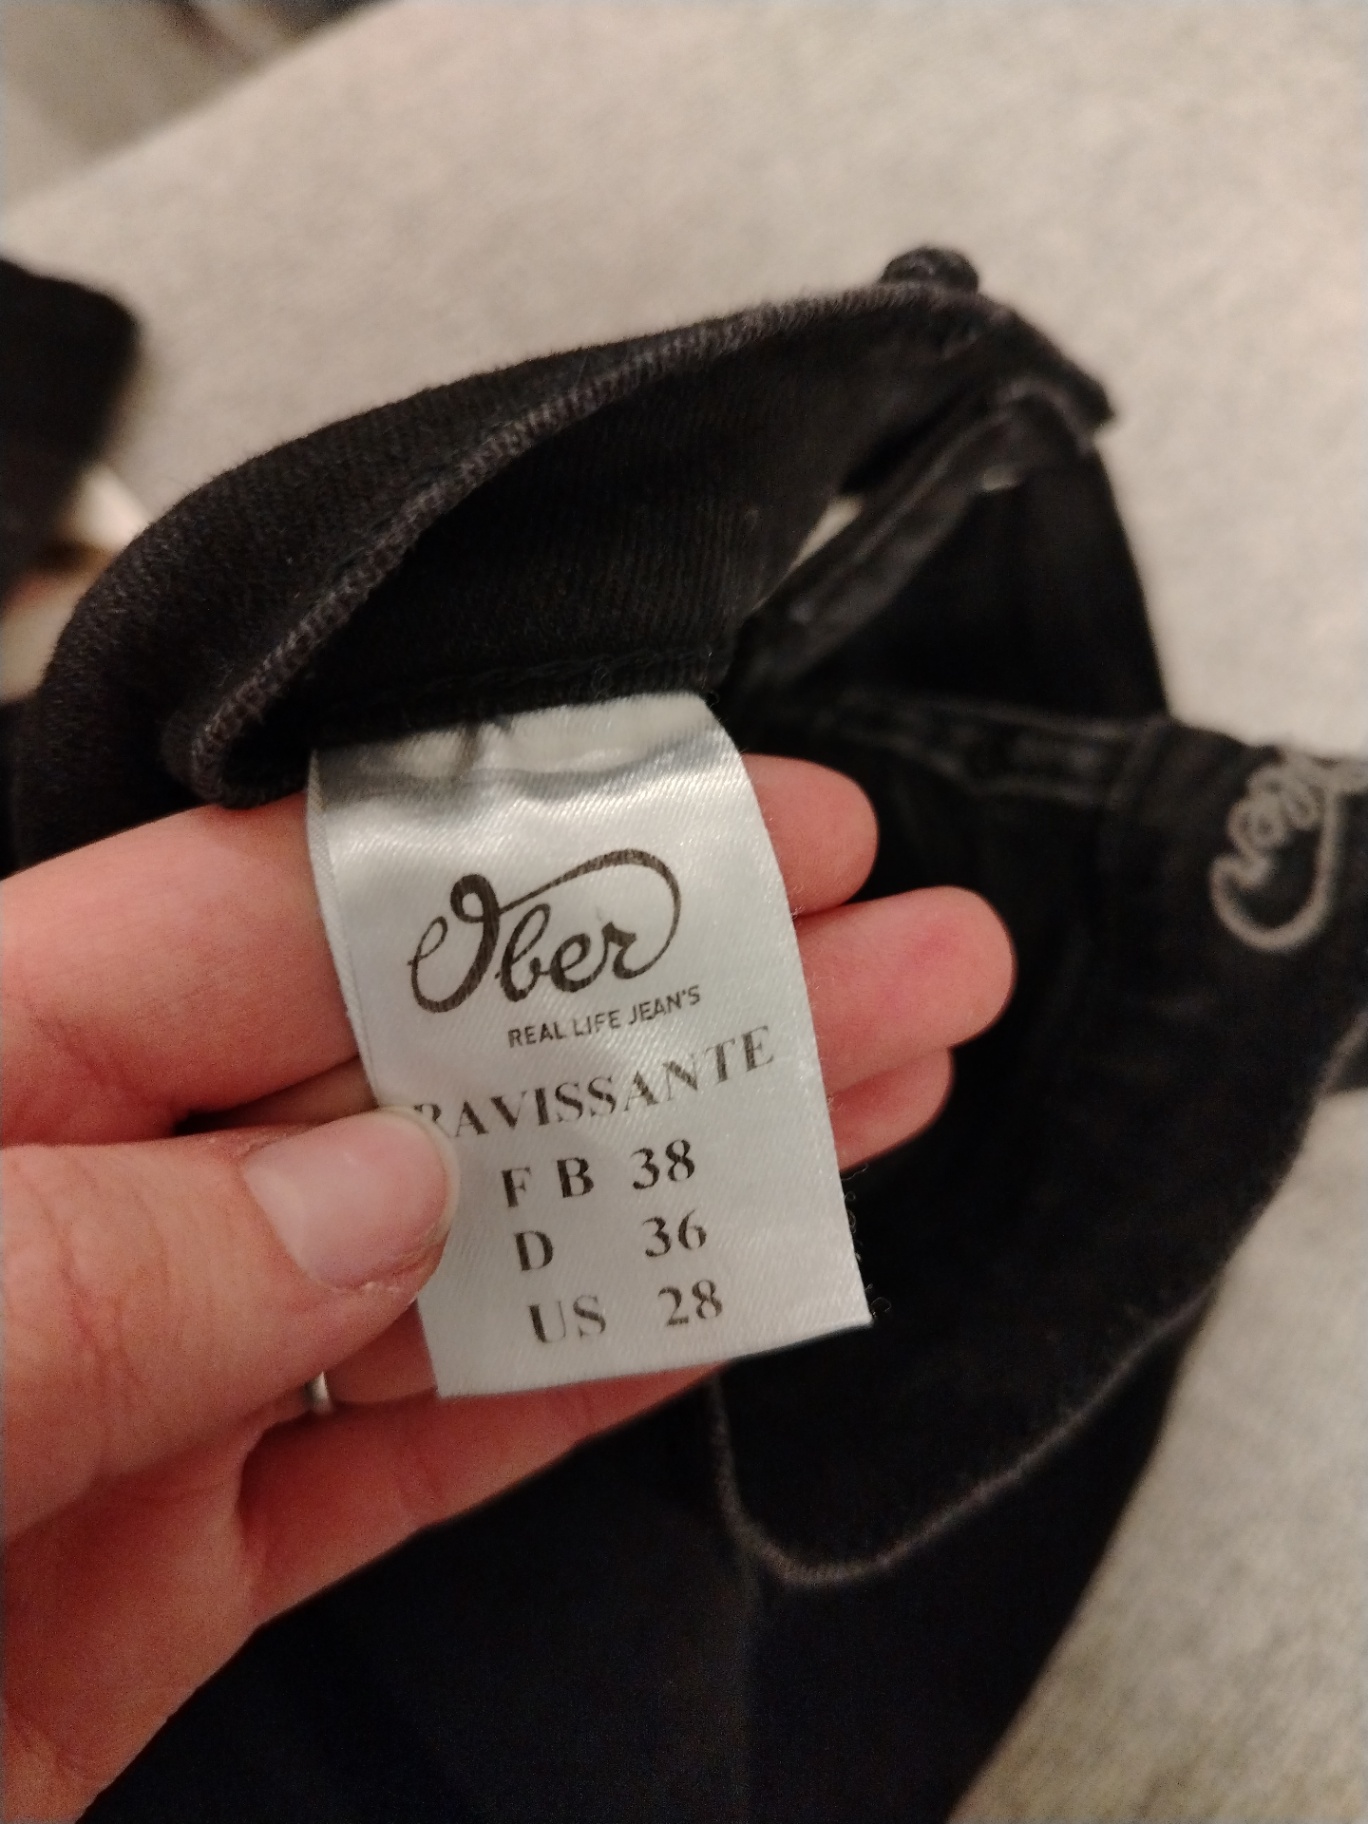 Ober
REAL LIFE JEAN'S
RAVISSANTE
F B 38
D 36
US 28